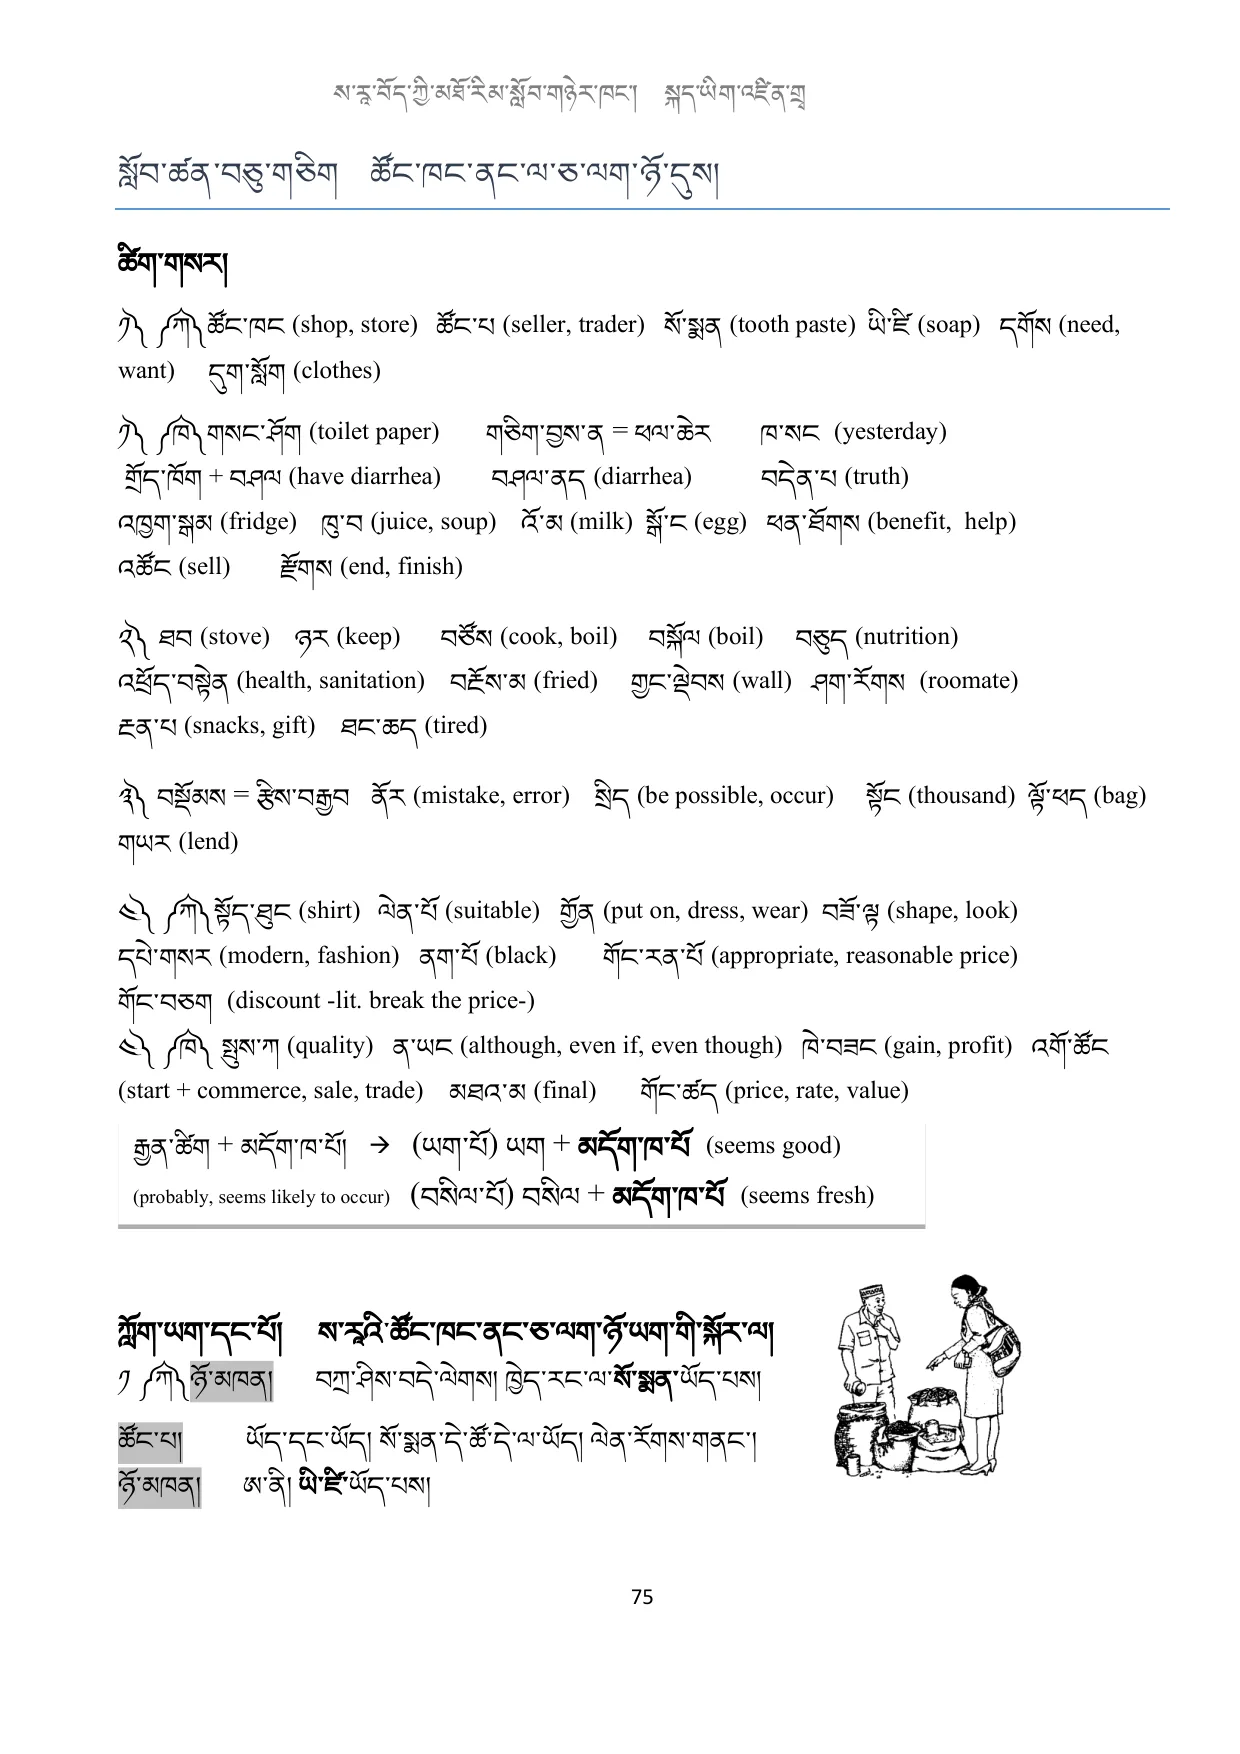 ས་རཱ་བོད་ཀྱི་མཐོ་རིམ་སློབ་གཉེར་ཁང་། སྐད་ཡིག་འཛིན་གྲྭ
སློབ་ཚན་བཅུ་གཅིག ཚོང་ཁང་ནང་ལ་ཅ་ལག་ཉོ་དུས།
ཚིག་གསར།
༡༽ ༼ཀ༽ཚོང་ཁང (shop, store) ཚོང་པ (seller, trader) སོ་སྨན (tooth paste) ཡི་ཛི (soap) དགོས (need,
want) དུག་སློག (clothes)
༡༽ ༼ཁ༽གསང་ཤོག (toilet paper) གཅིག་བྱས་ན = ཕལ་ཆེར ཁ་སང (yesterday)
གྲོད་ཁོག + བཤལ (have diarrhea) བཤལ་ནད (diarrhea) བདེན་པ (truth)
འཁྱག་སྒམ (fridge) ཁུ་བ (juice, soup) འོ་མ (milk) སྒོ་ང (egg) ཕན་ཐོགས (benefit, help)
འཚོང (sell) རྫོགས (end, finish)
༢༽ ཐབ (stove) ཉར (keep) བཙོས (cook, boil) བསྐོལ (boil) བཅུད (nutrition)
འཕྲོད་བསྟེན (health, sanitation) བརྔོས་མ (fried) གྱང་ལྡེབས (wall) ཤག་རོགས (roomate)
རྔན་པ (snacks, gift) ཐང་ཆད (tired)
༣༽ བསྡོམས = རྩིས་བརྒྱབ ནོར (mistake, error) སྲིད (be possible, occur) སྟོང (thousand) ལྟོ་ཕད (bag)
གཡར (lend)
༤༽ ༼ཀ༽སྟོད་ཐུང (shirt) ལེན་པོ (suitable) གྱོན (put on, dress, wear) བཟོ་ལྟ (shape, look)
དཔེ་གསར (modern, fashion) ནག་པོ (black) གོང་རན་པོ (appropriate, reasonable price)
གོང་བཅག (discount -lit. break the price-)
༤༽ ༼ཁ༽ སྤུས་ཀ (quality) ན་ཡང (although, even if, even though) ཁེ་བཟང (gain, profit) འགོ་ཚོང
(start + commerce, sale, trade) མཐའ་མ (final) གོང་ཚད (price, rate, value)
རྒྱན་ཚིག + མདོག་ཁ་པོ། → (ཡག་པོ) ཡག + མདོག་ཁ་པོ (seems good)
(probably, seems likely to occur) (བསིལ་པོ) བསིལ + མདོག་ཁ་པོ (seems fresh)
ཀློག་ཡག་དང་པོ། ས་རཱའི་ཚོང་ཁང་ནང་ཅ་ལག་ཉོ་ཡག་གི་སྐོར་ལ།
༡ ༼ཀ༽ ཉོ་མཁན། བཀྲ་ཤིས་བདེ་ལེགས། ཁྱེད་རང་ལ་སོ་སྨན་ཡོད་པས།
ཚོང་པ། ཡོད་དང་ཡོད། སོ་སྨན་དེ་ཚོ་དེ་ལ་ཡོད། ལེན་རོགས་གནང་།
ཉོ་མཁན། ཨ་ནི། ཡི་ཛི་ཡོད་པས།
75